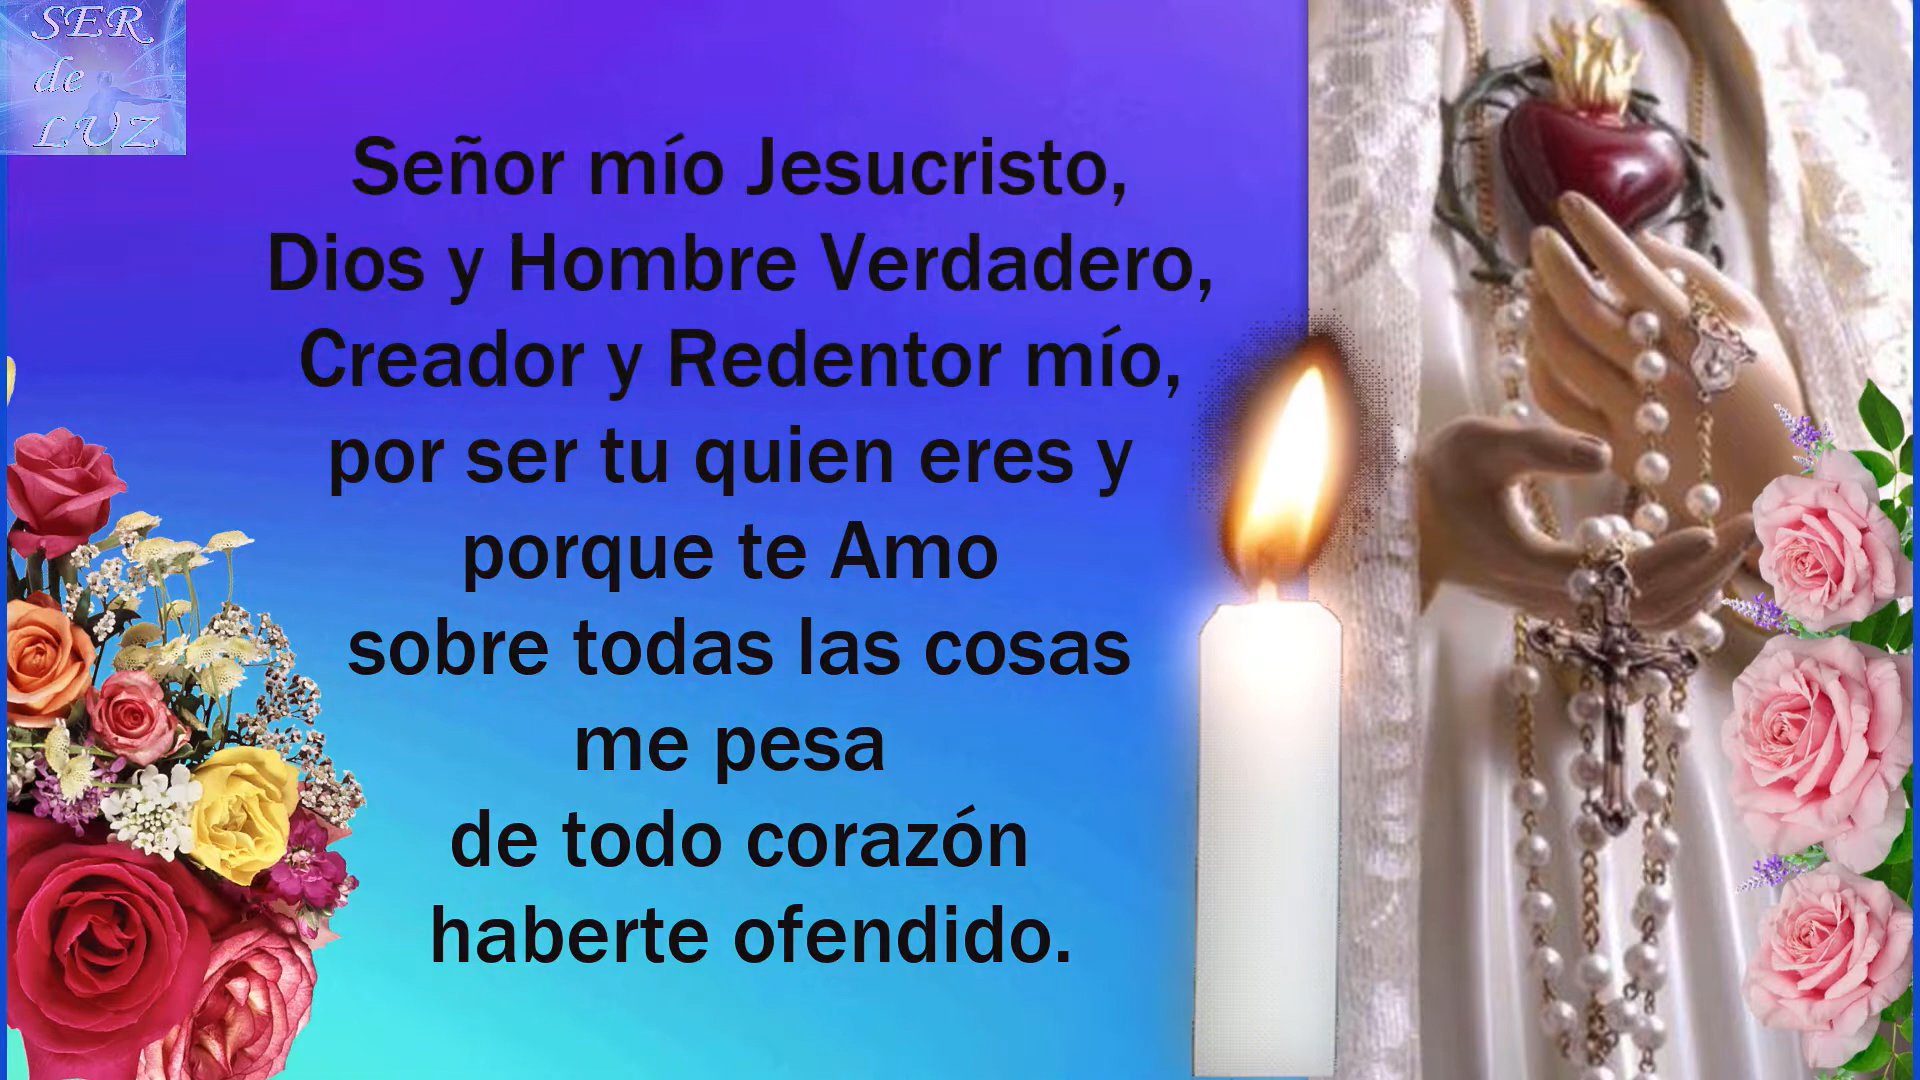 SER
de
LUZ
Señor mío Jesucristo,
Dios y Hombre Verdadero,
Creador y Redentor mío,
por ser tu quien eres y
porque te Amo
sobre todas las cosas
me pesa
de todo corazón
haberte ofendido.